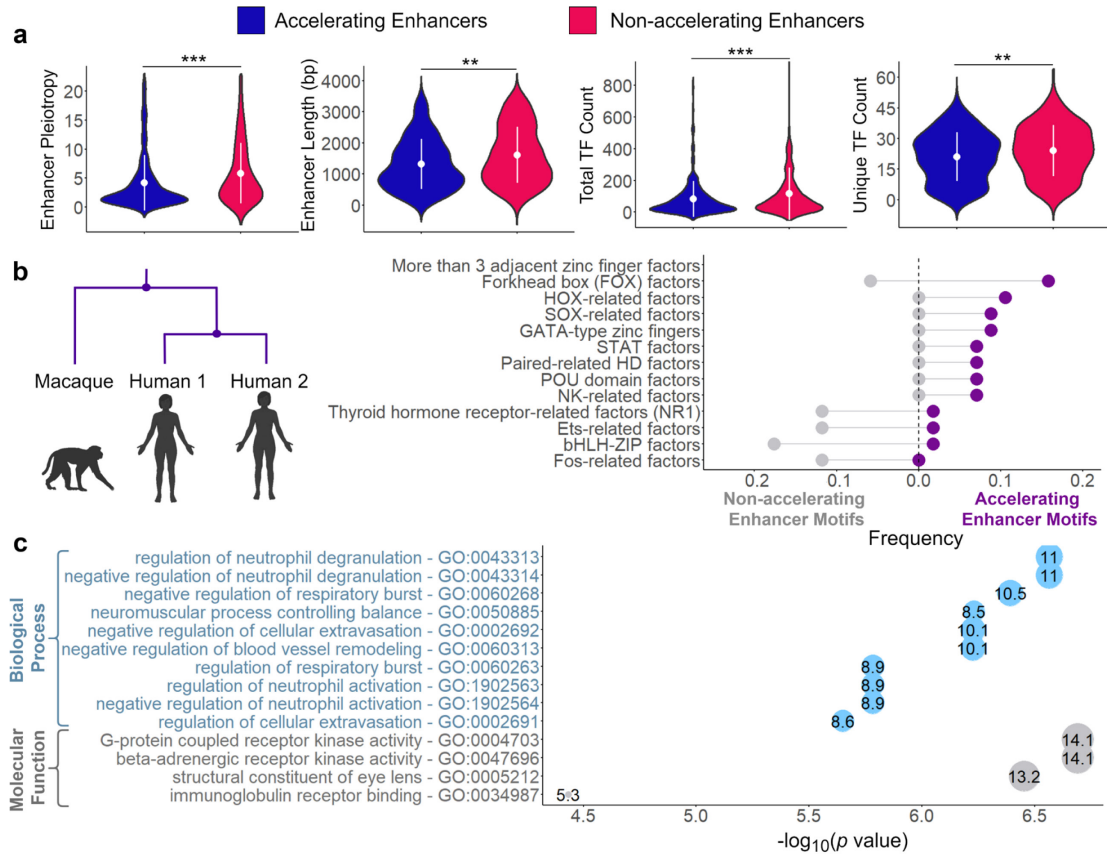 Accelerating Enhancers
Non-accelerating Enhancers
a
Enhancer Pleiotropy
20
15
10
5
0
***
Enhancer Length (bp)
4000
3000
2000
1000
0
**
Total TF Count
800
600
400
200
0
***
Unique TF Count
60
45
30
15
0
**
b
Macaque
Human 1
Human 2
More than 3 adjacent zinc finger factors
Forkhead box (FOX) factors
HOX-related factors
SOX-related factors
GATA-type zinc fingers
STAT factors
Paired-related HD factors
POU domain factors
NK-related factors
Thyroid hormone receptor-related factors (NR1)
Ets-related factors
bHLH-ZIP factors
Fos-related factors
0.2 0.1 0.0 0.1 0.2
Non-accelerating
Enhancer Motifs
Accelerating
Enhancer Motifs
Frequency
c
Biological
Process
regulation of neutrophil degranulation - GO:0043313
negative regulation of neutrophil degranulation - GO:0043314
negative regulation of respiratory burst - GO:0060268
neuromuscular process controlling balance - GO:0050885
negative regulation of cellular extravasation - GO:0002692
negative regulation of blood vessel remodeling - GO:0060313
regulation of respiratory burst - GO:0060263
regulation of neutrophil activation - GO:1902563
negative regulation of neutrophil activation - GO:1902564
regulation of cellular extravasation - GO:0002691
Molecular
Function
G-protein coupled receptor kinase activity - GO:0004703
beta-adrenergic receptor kinase activity - GO:0047696
structural constituent of eye lens - GO:0005212
immunoglobulin receptor binding - GO:0034987
11
11
10.5
8.5
10.1
10.1
8.9
8.9
8.9
8.6
14.1
14.1
13.2
5.3
4.5 5.0 5.5 6.0 6.5
-log10(p value)